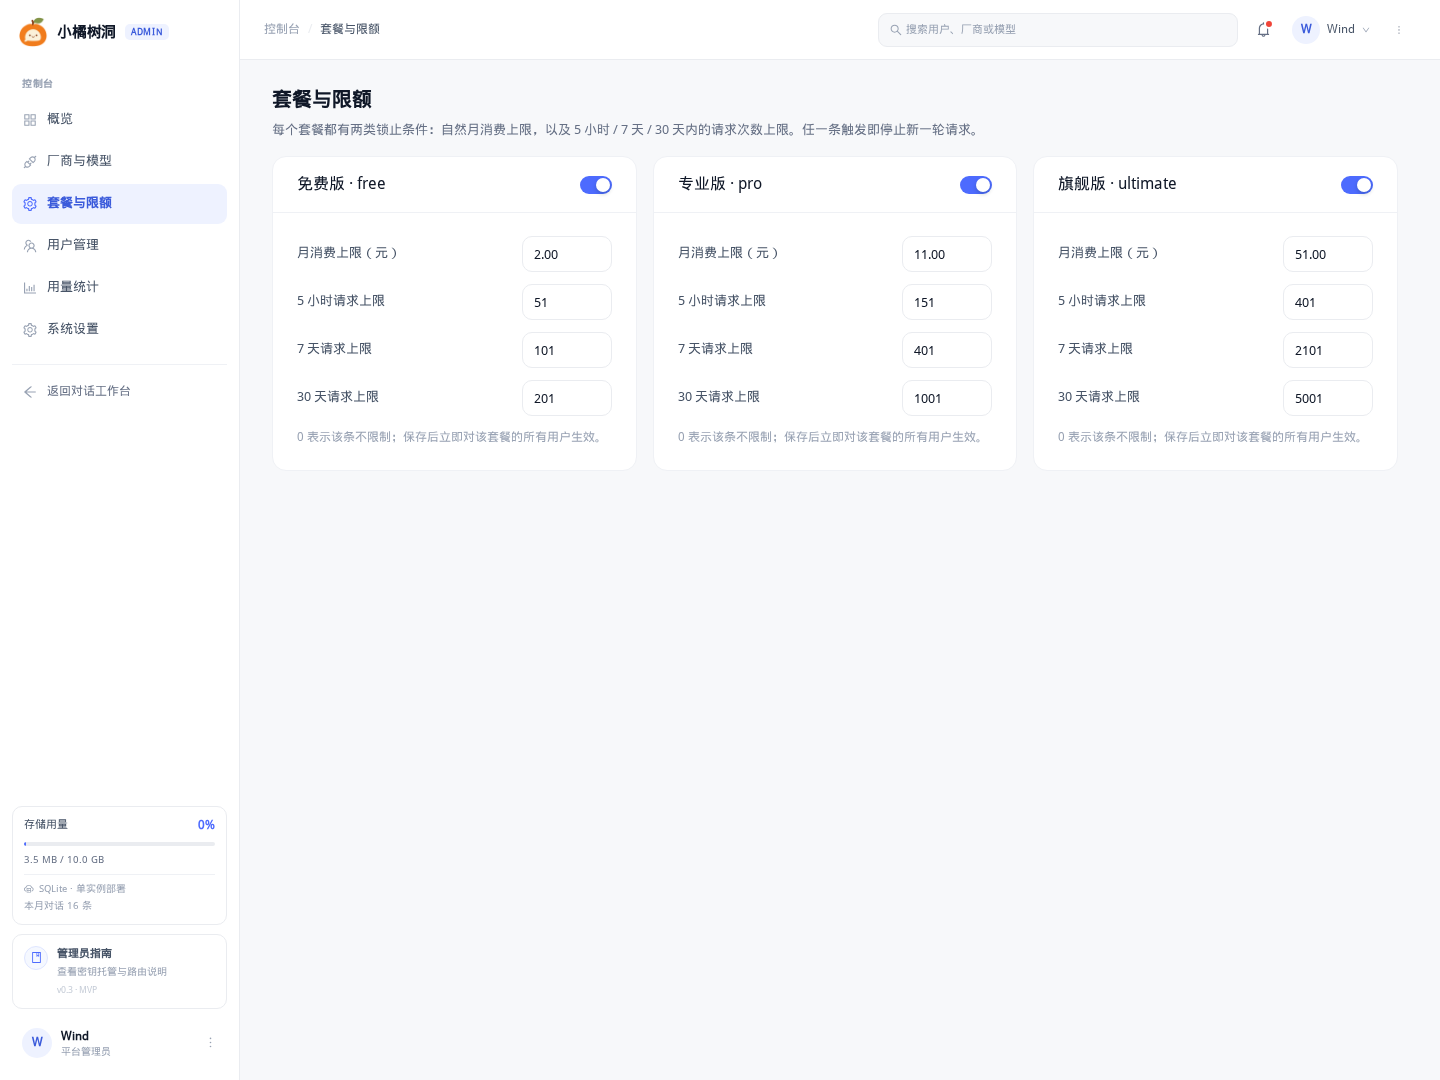 小橘树洞 ADMIN
控制台
概览
厂商与模型
套餐与限额
用户管理
用量统计
系统设置
返回对话工作台
存储用量 0%
3.5 MB / 10.0 GB
SQLite · 单实例部署
本月对话 16 条
管理员指南
查看密钥托管与路由说明
v0.3 · MVP
W Wind
平台管理员
控制台 / 套餐与限额
搜索用户、厂商或模型
W Wind
套餐与限额
每个套餐都有两类锁止条件：自然月消费上限，以及 5 小时 / 7 天 / 30 天内的请求次数上限。任一条触发即停止新一轮请求。
免费版 · free
月消费上限（元） 2.00
5 小时请求上限 51
7 天请求上限 101
30 天请求上限 201
0 表示该条不限制；保存后立即对该套餐的所有用户生效。
专业版 · pro
月消费上限（元） 11.00
5 小时请求上限 151
7 天请求上限 401
30 天请求上限 1001
0 表示该条不限制；保存后立即对该套餐的所有用户生效。
旗舰版 · ultimate
月消费上限（元） 51.00
5 小时请求上限 401
7 天请求上限 2101
30 天请求上限 5001
0 表示该条不限制；保存后立即对该套餐的所有用户生效。